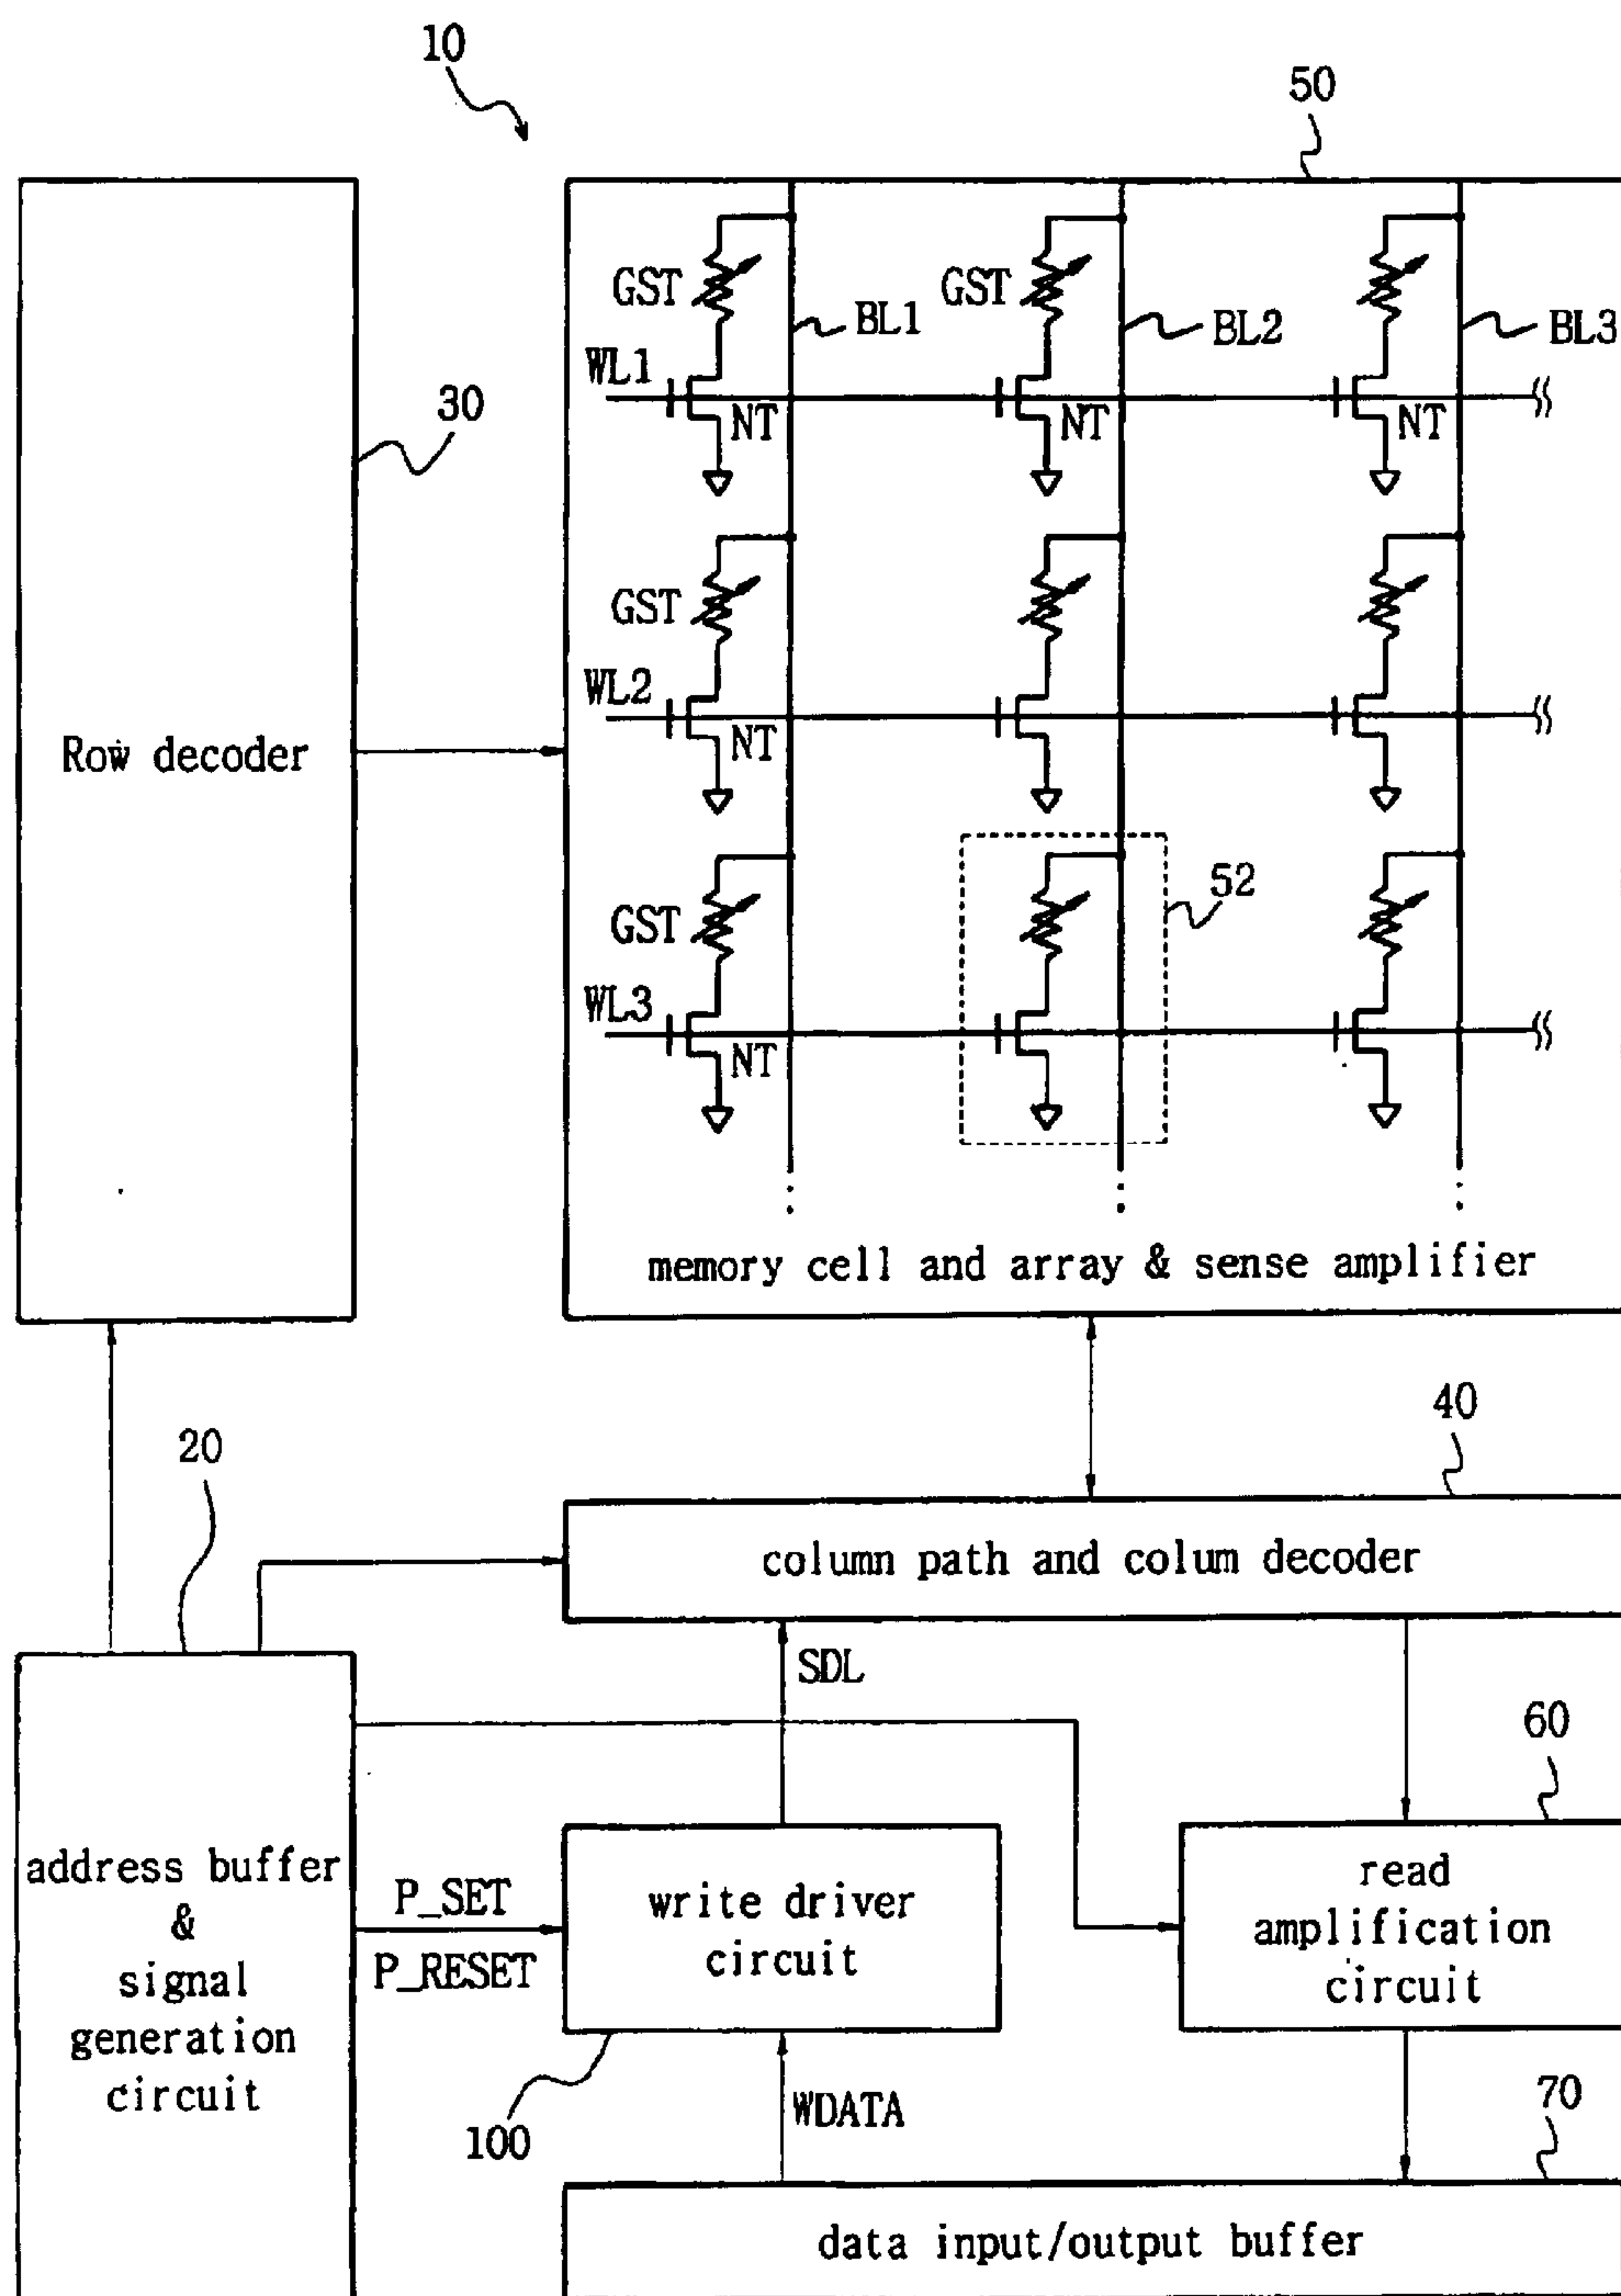 10
50
GST
GST
BL1
BL2
BL3
WL1
NT
NT
NT
30
GST
WL2
NT
Row decoder
GST
52
WL3
NT
memory cell and array & sense amplifier
40
20
column path and colum decoder
SDL
60
address buffer
&
signal
generation
circuit
P_SET
P_RESET
write driver
circuit
read
amplification
circuit
100
WDATA
70
data input/output buffer